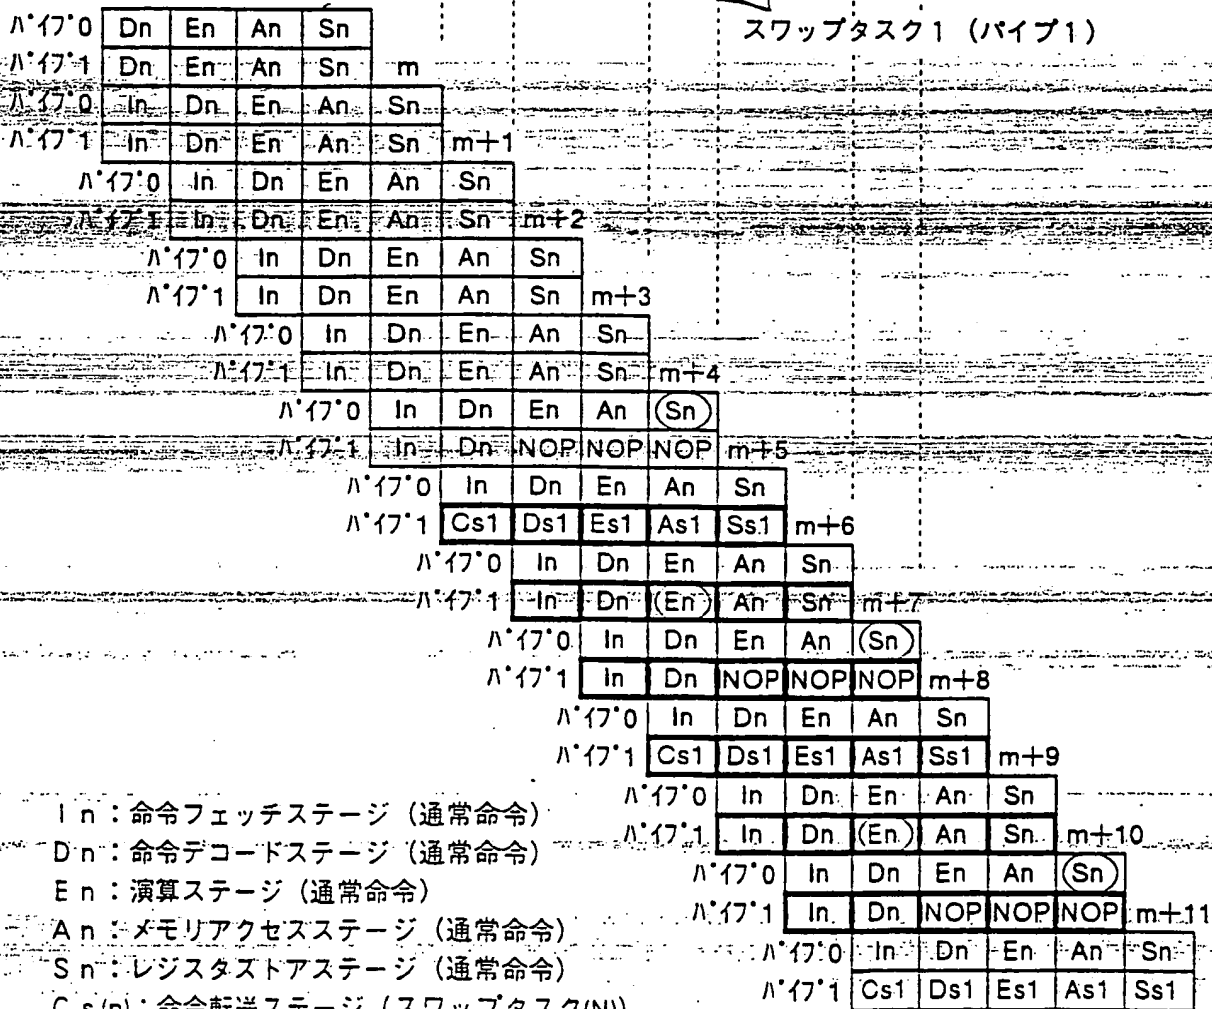 スワップタスク1（パイプ1）
ﾊﾟｲﾌﾟ0 Dn En An Sn
ﾊﾟｲﾌﾟ1 Dn En An Sn m
ﾊﾟｲﾌﾟ0 In Dn En An Sn
ﾊﾟｲﾌﾟ1 In Dn En An Sn m+1
ﾊﾟｲﾌﾟ0 In Dn En An Sn
ﾊﾟｲﾌﾟ1 In Dn En An Sn m+2
ﾊﾟｲﾌﾟ0 In Dn En An Sn
ﾊﾟｲﾌﾟ1 In Dn En An Sn m+3
ﾊﾟｲﾌﾟ0 In Dn En An Sn
ﾊﾟｲﾌﾟ1 In Dn En An Sn m+4
ﾊﾟｲﾌﾟ0 In Dn En An (Sn)
ﾊﾟｲﾌﾟ1 In Dn NOP NOP NOP m+5
ﾊﾟｲﾌﾟ0 In Dn En An Sn
ﾊﾟｲﾌﾟ1 Cs1 Ds1 Es1 As1 Ss1 m+6
ﾊﾟｲﾌﾟ0 In Dn En An Sn
ﾊﾟｲﾌﾟ1 In Dn (En) An Sn m+7
ﾊﾟｲﾌﾟ0 In Dn En An (Sn)
ﾊﾟｲﾌﾟ1 In Dn NOP NOP NOP m+8
ﾊﾟｲﾌﾟ0 In Dn En An Sn
ﾊﾟｲﾌﾟ1 Cs1 Ds1 Es1 As1 Ss1 m+9
ﾊﾟｲﾌﾟ0 In Dn En An Sn
ﾊﾟｲﾌﾟ1 In Dn (En) An Sn m+10
ﾊﾟｲﾌﾟ0 In Dn En An (Sn)
ﾊﾟｲﾌﾟ1 In Dn NOP NOP NOP m+11
ﾊﾟｲﾌﾟ0 In Dn En An Sn
ﾊﾟｲﾌﾟ1 Cs1 Ds1 Es1 As1 Ss1
In：命令フェッチステージ（通常命令）
Dn：命令デコードステージ（通常命令）
En：演算ステージ（通常命令）
An：メモリアクセスステージ（通常命令）
Sn：レジスタストアステージ（通常命令）
Cs(n)：命令転送ステージ（スワップタスク(N)）